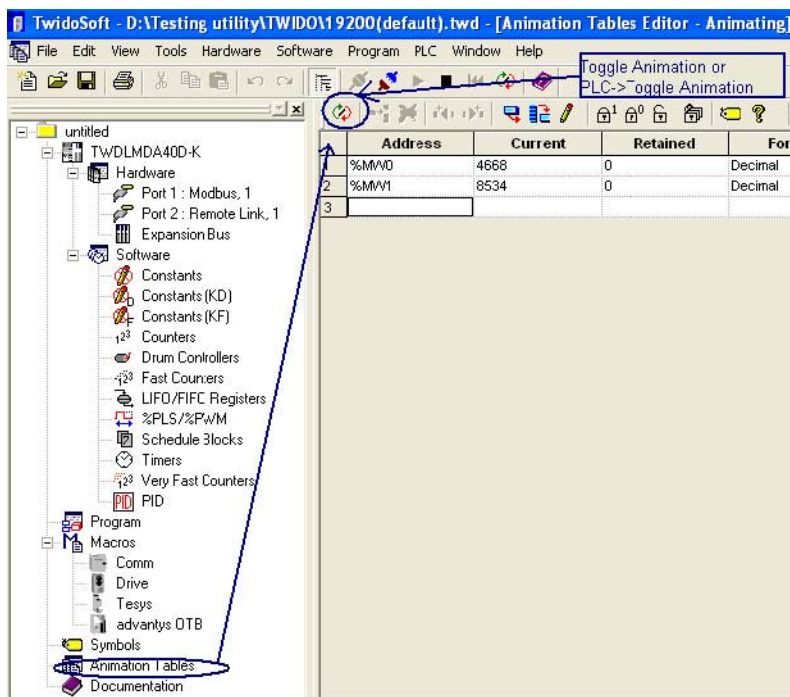 TwidoSoft - D:\Testing utility\TWIDO\19200(default).twd - [Animation Tables Editor - Animating]
File Edit View Tools Hardware Software Program PLC Window Help
Toggle Animation or
PLC->Toggle Animation
untitled
TWDLMDA40D-K
Hardware
Port 1 : Modbus, 1
Port 2 : Remote Link, 1
Expansion Bus
Software
Constants
Constants (KD)
Constants (KF)
Counters
Drum Controllers
Fast Counters
LIFO/FIFO Registers
%PLS/%PWM
Schedule Blocks
Timers
Very Fast Counters
PID
Program
Macros
Comm
Drive
Tesys
advantys OTB
Symbols
Animation Tables
Documentation
Address Current Retained For
1 %MW0 4668 0 Decimal
2 %MW1 8534 0 Decimal
3